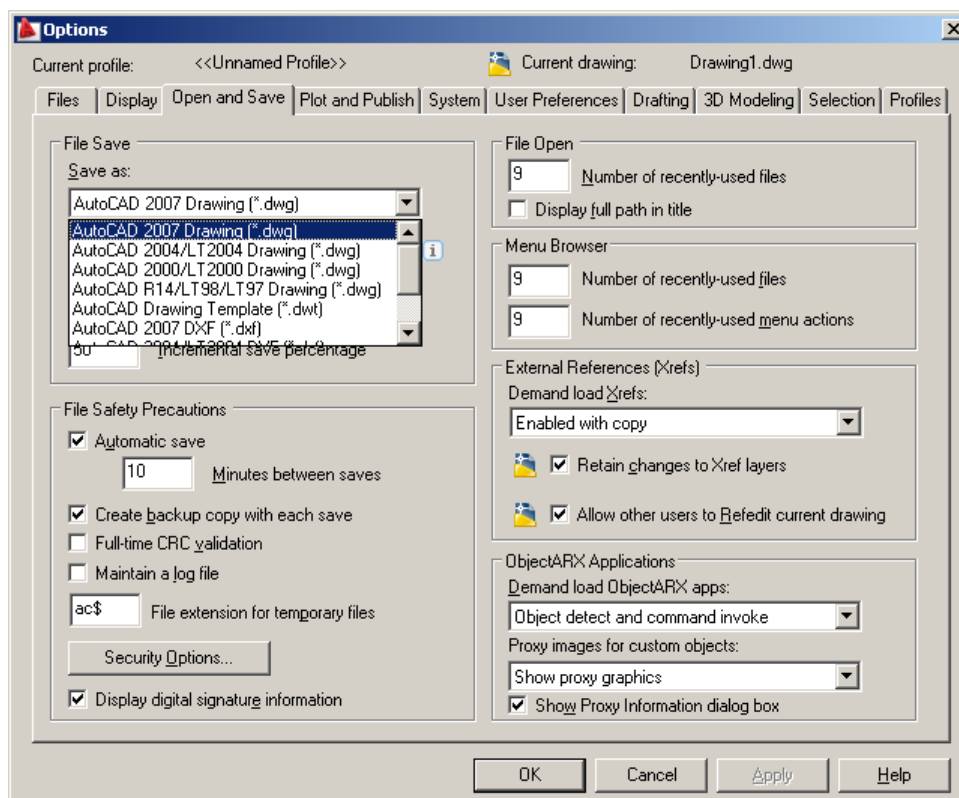 Options
Current profile: <<Unnamed Profile>> Current drawing: Drawing1.dwg
Files Display Open and Save Plot and Publish System User Preferences Drafting 3D Modeling Selection Profiles
File Save
Save as:
AutoCAD 2007 Drawing (*.dwg)
AutoCAD 2007 Drawing (*.dwg)
AutoCAD 2004/LT2004 Drawing (*.dwg)
AutoCAD 2000/LT2000 Drawing (*.dwg)
AutoCAD R14/LT98/LT97 Drawing (*.dwg)
AutoCAD Drawing Template (*.dwt)
AutoCAD 2007 DXF (*.dxf)
AutoCAD 2004/LT2004 DXF (*.dxf)
50 Incremental save percentage
File Safety Precautions
Automatic save
10 Minutes between saves
Create backup copy with each save
Full-time CRC validation
Maintain a log file
ac$ File extension for temporary files
Security Options...
Display digital signature information
File Open
9 Number of recently-used files
Display full path in title
Menu Browser
9 Number of recently-used files
9 Number of recently-used menu actions
External References (Xrefs)
Demand load Xrefs:
Enabled with copy
Retain changes to Xref layers
Allow other users to Refedit current drawing
ObjectARX Applications
Demand load ObjectARX apps:
Object detect and command invoke
Proxy images for custom objects:
Show proxy graphics
Show Proxy Information dialog box
OK Cancel Apply Help